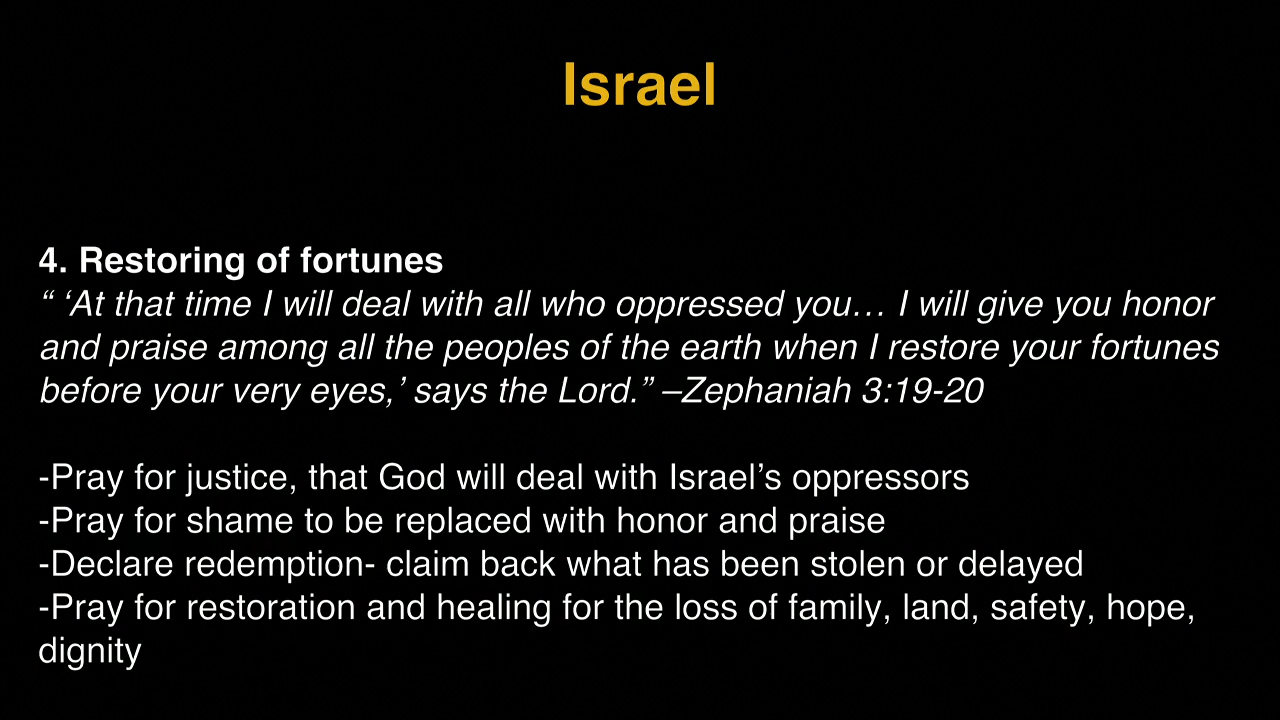 Israel
4. Restoring of fortunes
“ ‘At that time I will deal with all who oppressed you… I will give you honor
and praise among all the peoples of the earth when I restore your fortunes
before your very eyes,’ says the Lord.” –Zephaniah 3:19-20
-Pray for justice, that God will deal with Israel’s oppressors
-Pray for shame to be replaced with honor and praise
-Declare redemption- claim back what has been stolen or delayed
-Pray for restoration and healing for the loss of family, land, safety, hope,
dignity